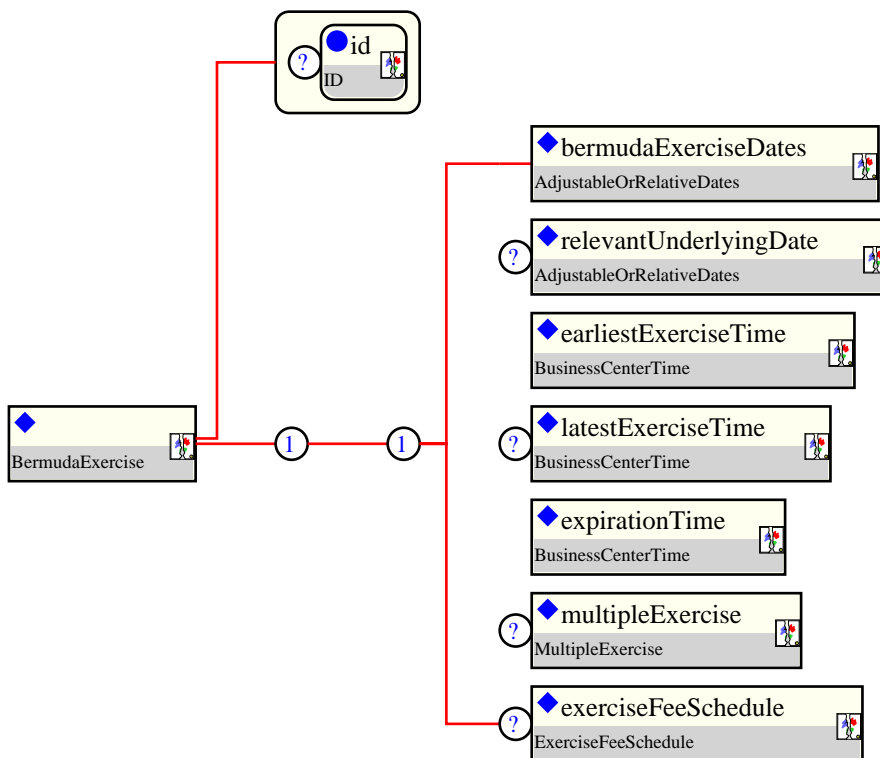 id
?
ID
bermudaExerciseDates
AdjustableOrRelativeDates
relevantUnderlyingDate
?
AdjustableOrRelativeDates
earliestExerciseTime
BusinessCenterTime
BermudaExercise
1
1
?
latestExerciseTime
BusinessCenterTime
expirationTime
BusinessCenterTime
multipleExercise
?
MultipleExercise
exerciseFeeSchedule
?
ExerciseFeeSchedule